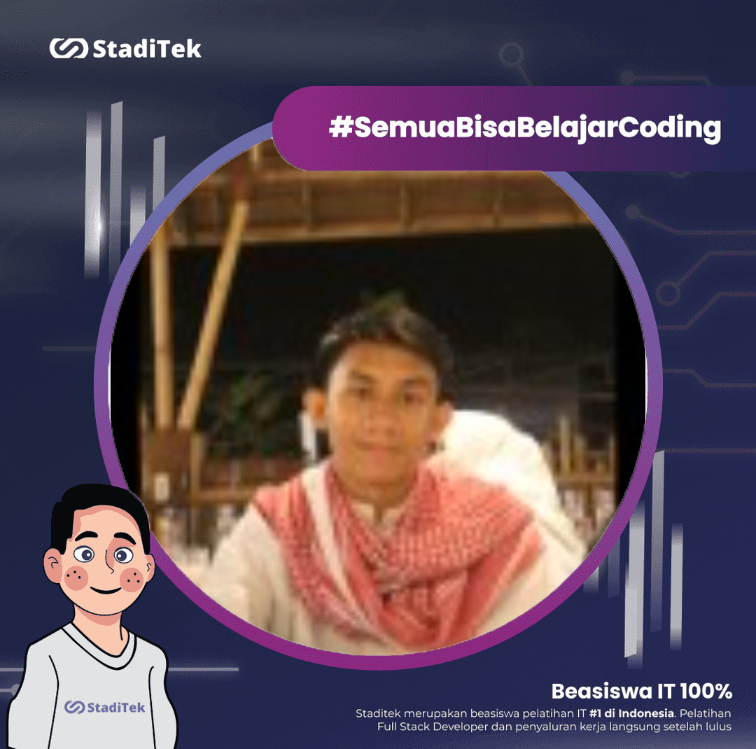 StadiTek
#SemuaBisaBelajarCoding
StadiTek
Beasiswa IT 100%
Staditek merupakan beasiswa pelatihan IT #1 di Indonesia. Pelatihan
Full Stack Developer dan penyaluran kerja langsung setelah lulus